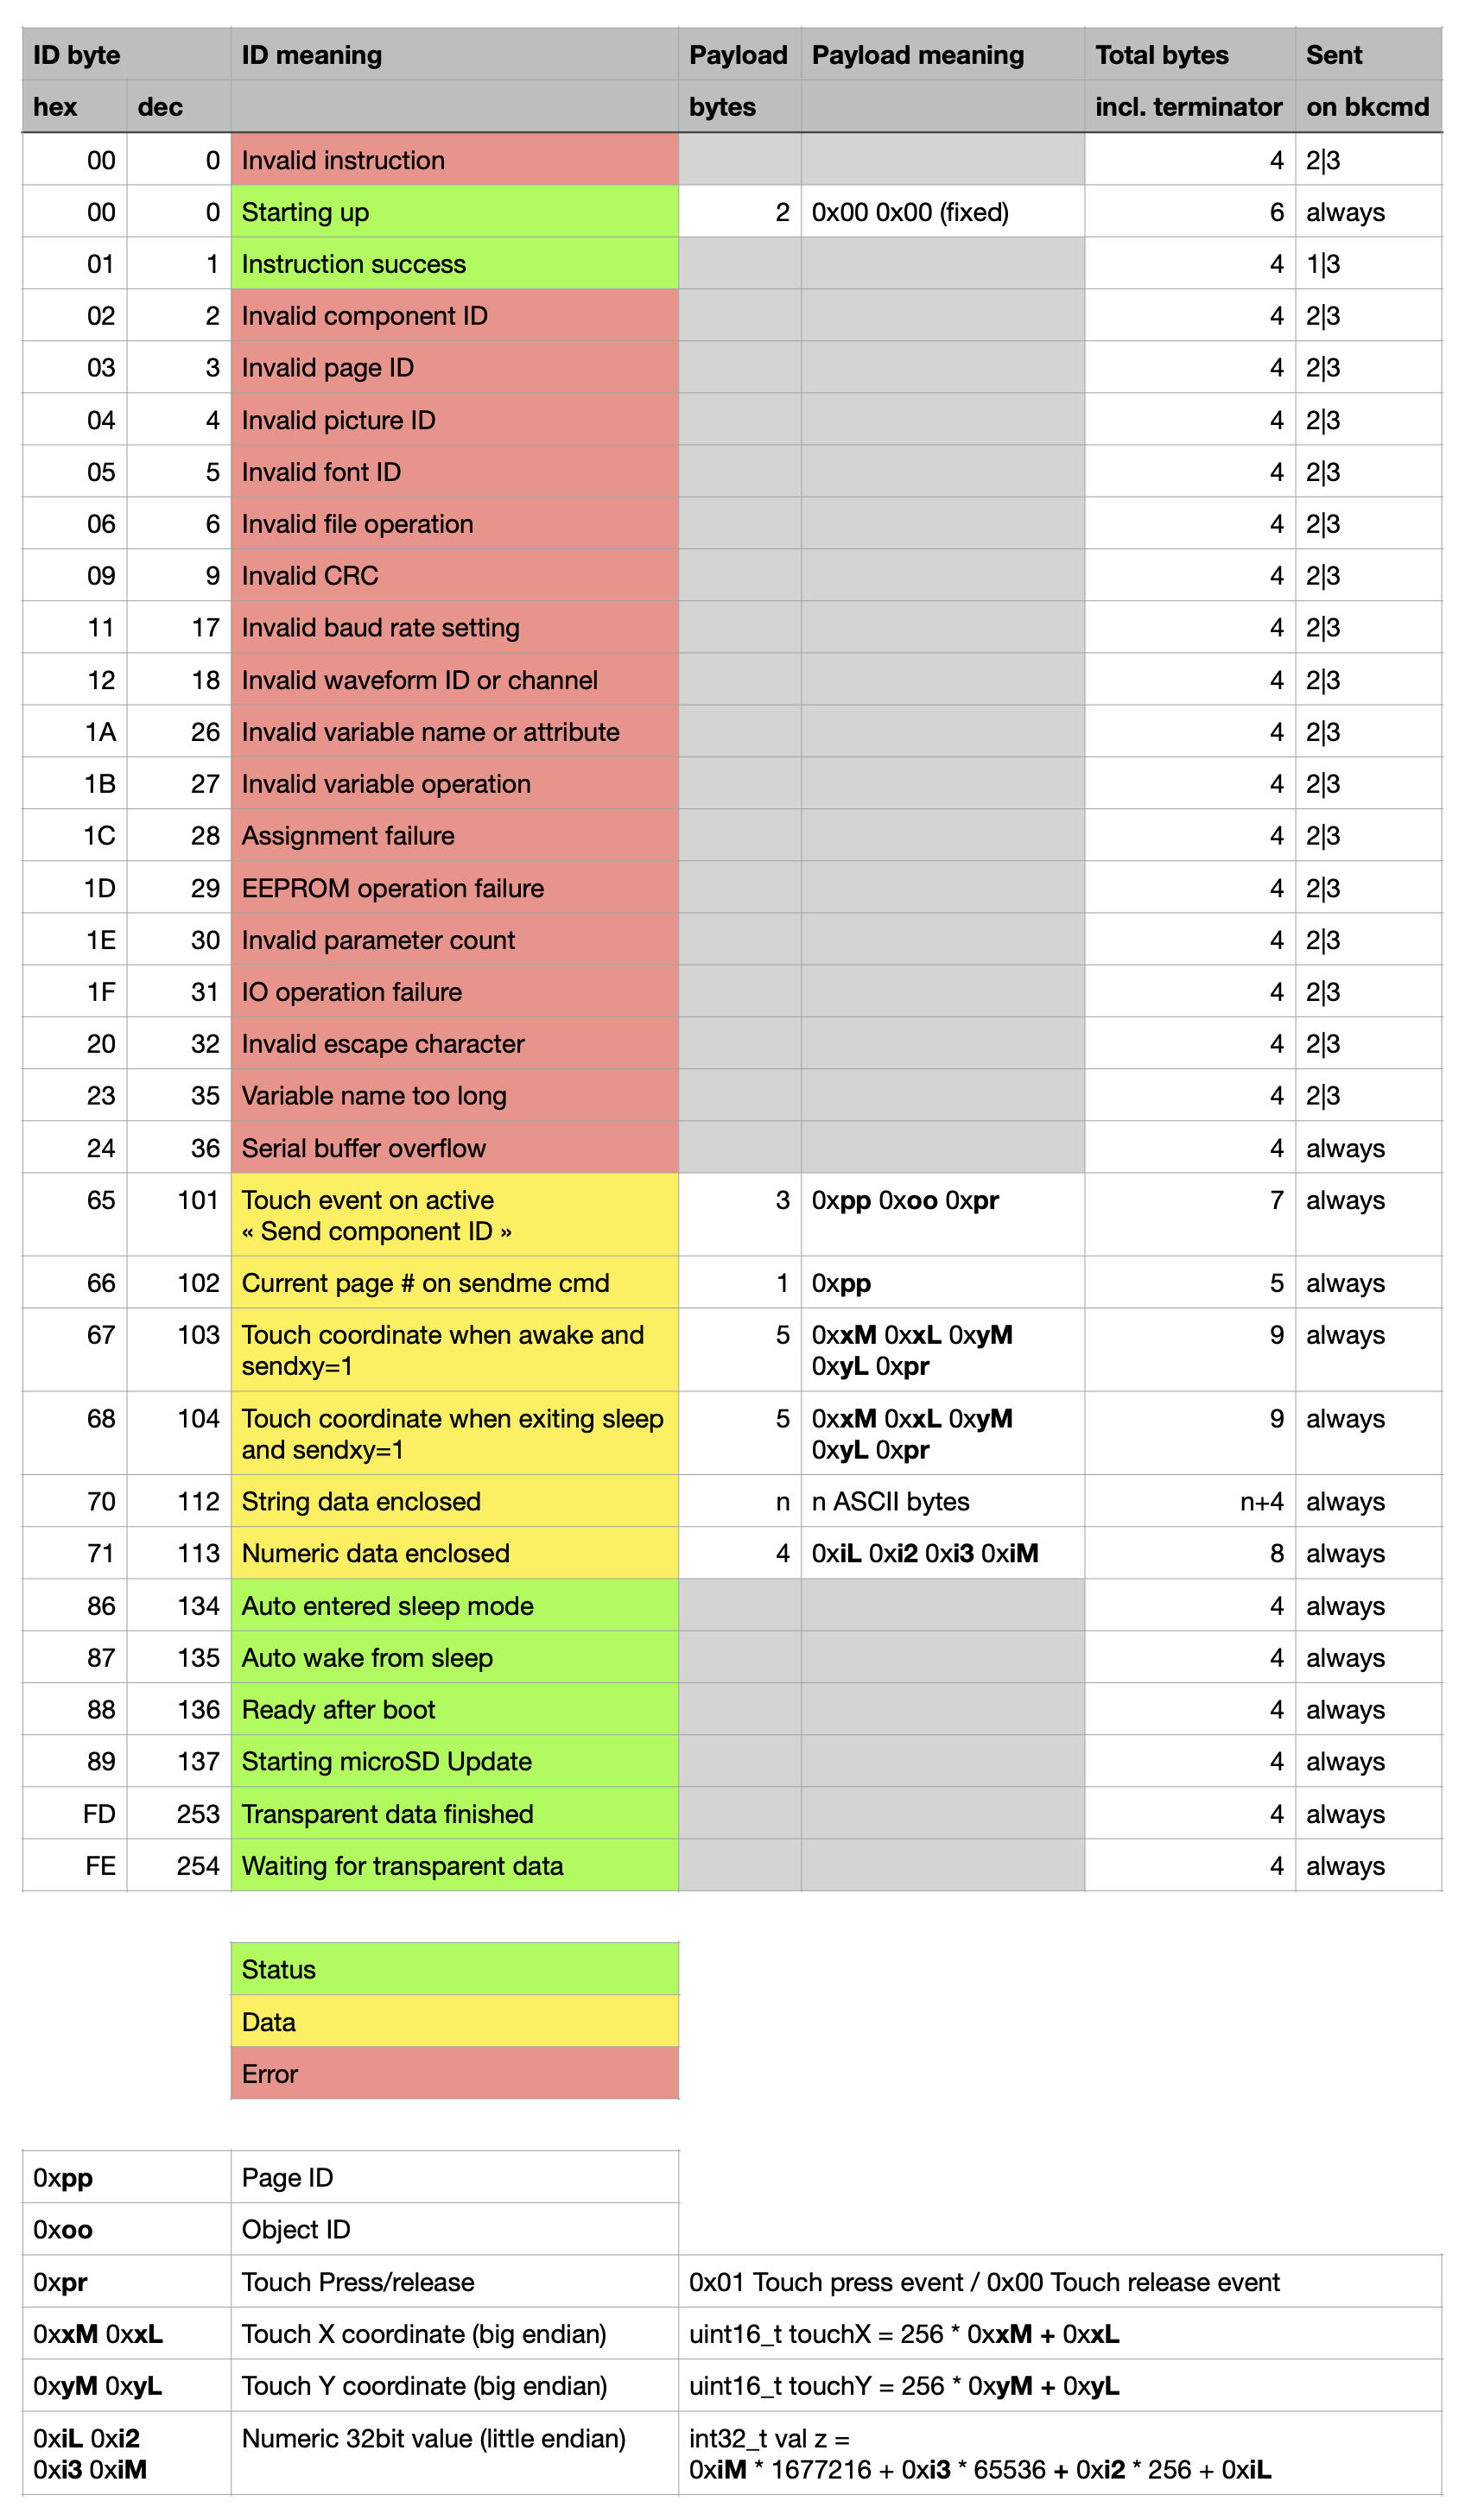 ID byte ID meaning Payload Payload meaning Total bytes Sent
hex dec bytes incl. terminator on bkcmd
00 0 Invalid instruction 4 2|3
00 0 Starting up 2 0x00 0x00 (fixed) 6 always
01 1 Instruction success 4 1|3
02 2 Invalid component ID 4 2|3
03 3 Invalid page ID 4 2|3
04 4 Invalid picture ID 4 2|3
05 5 Invalid font ID 4 2|3
06 6 Invalid file operation 4 2|3
09 9 Invalid CRC 4 2|3
11 17 Invalid baud rate setting 4 2|3
12 18 Invalid waveform ID or channel 4 2|3
1A 26 Invalid variable name or attribute 4 2|3
1B 27 Invalid variable operation 4 2|3
1C 28 Assignment failure 4 2|3
1D 29 EEPROM operation failure 4 2|3
1E 30 Invalid parameter count 4 2|3
1F 31 IO operation failure 4 2|3
20 32 Invalid escape character 4 2|3
23 35 Variable name too long 4 2|3
24 36 Serial buffer overflow 4 always
65 101 Touch event on active 3 0xpp 0xoo 0xpr 7 always
« Send component ID »
66 102 Current page # on sendme cmd 1 0xpp 5 always
67 103 Touch coordinate when awake and 5 0xxM 0xxL 0xyM 9 always
sendxy=1 0xyL 0xpr
68 104 Touch coordinate when exiting sleep 5 0xxM 0xxL 0xyM 9 always
and sendxy=1 0xyL 0xpr
70 112 String data enclosed n n ASCII bytes n+4 always
71 113 Numeric data enclosed 4 0xiL 0xi2 0xi3 0xiM 8 always
86 134 Auto entered sleep mode 4 always
87 135 Auto wake from sleep 4 always
88 136 Ready after boot 4 always
89 137 Starting microSD Update 4 always
FD 253 Transparent data finished 4 always
FE 254 Waiting for transparent data 4 always
Status
Data
Error
0xpp Page ID
0xoo Object ID
0xpr Touch Press/release 0x01 Touch press event / 0x00 Touch release event
0xxM 0xxL Touch X coordinate (big endian) uint16_t touchX = 256 * 0xxM + 0xxL
0xyM 0xyL Touch Y coordinate (big endian) uint16_t touchY = 256 * 0xyM + 0xyL
0xiL 0xi2 Numeric 32bit value (little endian) int32_t val z =
0xi3 0xiM 0xiM * 1677216 + 0xi3 * 65536 + 0xi2 * 256 + 0xiL